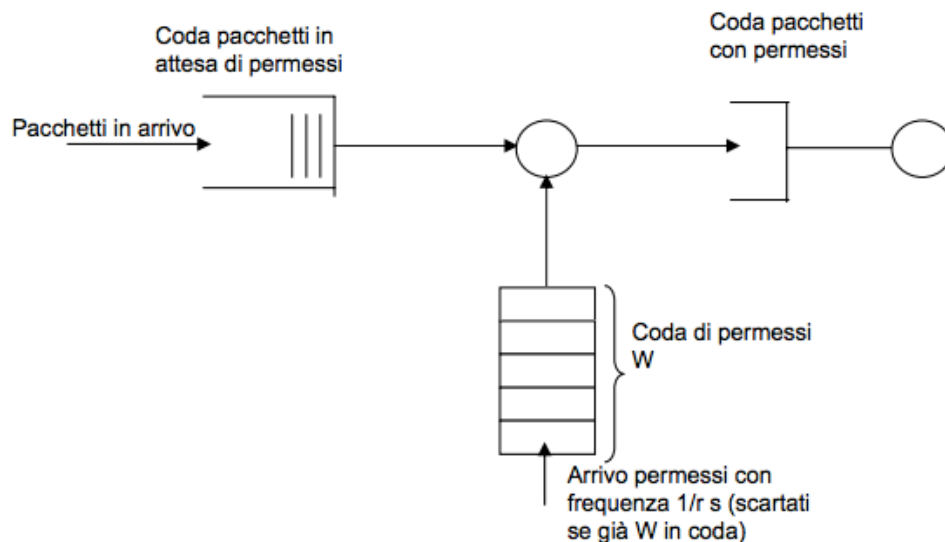 Coda pacchetti in
attesa di permessi
Coda pacchetti
con permessi
Pacchetti in arrivo
Coda di permessi
W
Arrivo permessi con
frequenza 1/r s (scartati
se già W in coda)